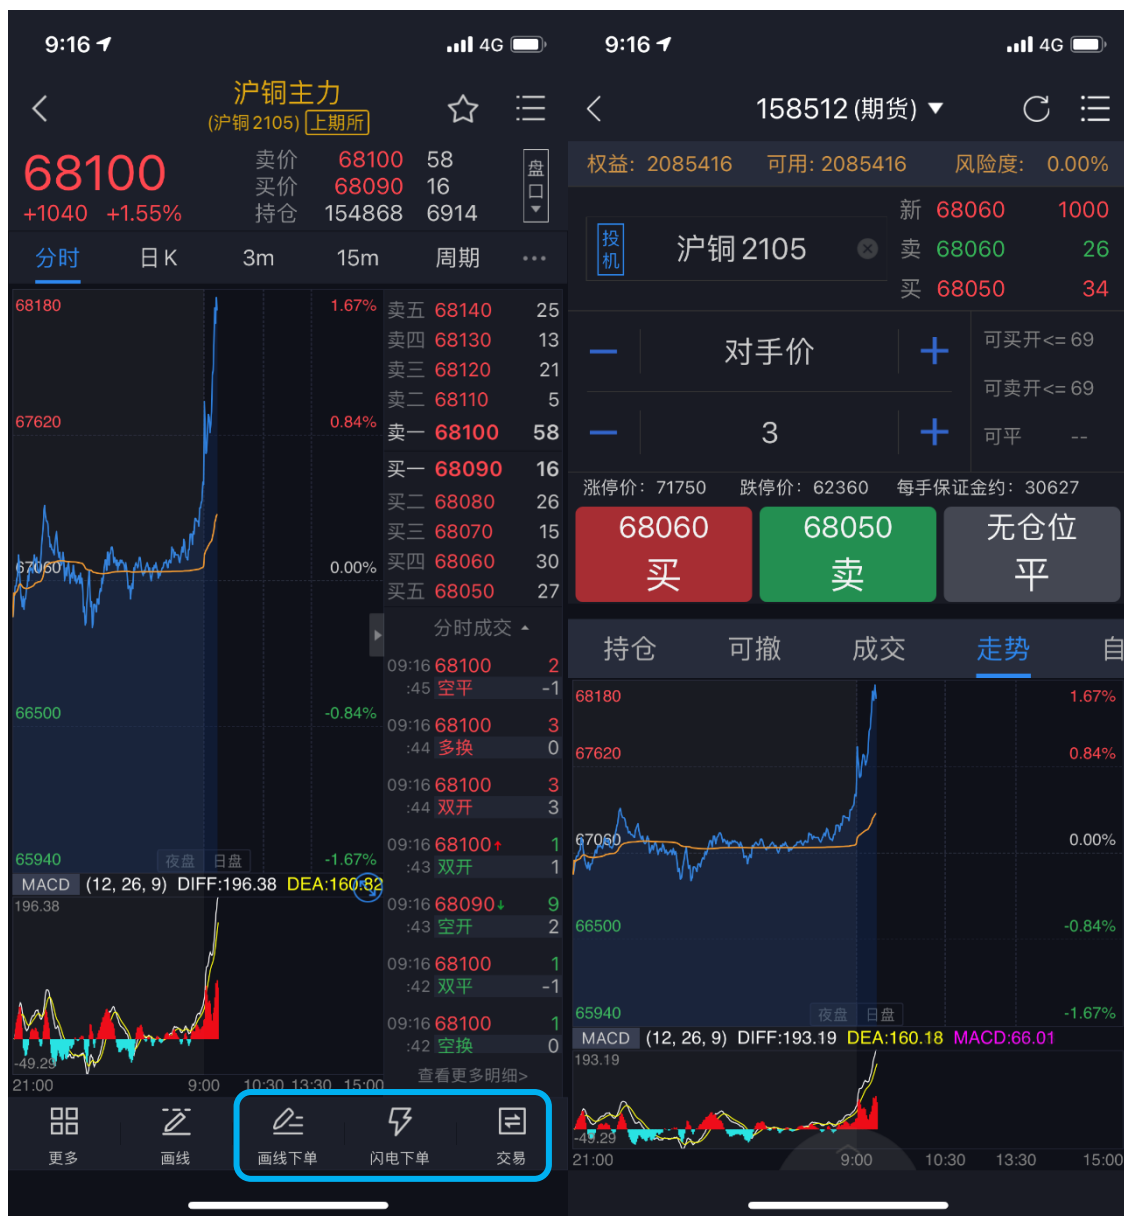 9:16
4G
沪铜主力
(沪铜2105) 上期所
68100
+1040 +1.55%
卖价 68100 58
买价 68090 16
持仓 154868 6914
盘口
分时 日K 3m 15m 周期
68180 1.67%
67620 0.84%
67060 0.00%
66500 -0.84%
65940 -1.67%
夜盘 日盘
卖五 68140 25
卖四 68130 13
卖三 68120 21
卖二 68110 5
卖一 68100 58
买一 68090 16
买二 68080 26
买三 68070 15
买四 68060 30
买五 68050 27
分时成交
09:16 68100 2
:45 空平 -1
09:16 68100 3
:44 多换 0
09:16 68100 3
:44 双开 3
09:16 68100↑ 1
:43 双开 1
09:16 68090↓ 9
:43 空开 2
09:16 68100 1
:42 双平 -1
09:16 68100 1
:42 空换 0
查看更多明细>
MACD (12, 26, 9) DIFF:196.38 DEA:160.82
196.38
-49.29
21:00 9:00 10:30 13:30 15:00
更多 画线 画线下单 闪电下单 交易
9:16
4G
158512(期货)
权益: 2085416 可用: 2085416 风险度: 0.00%
投机
沪铜2105
新 68060 1000
卖 68060 26
买 68050 34
对手价
3
可买开<=69
可卖开<=69
可平 --
涨停价: 71750 跌停价: 62360 每手保证金约: 30627
68060
买
68050
卖
无仓位
平
持仓 可撤 成交 走势 自
68180 1.67%
67620 0.84%
67060 0.00%
66500 -0.84%
65940 -1.67%
夜盘 日盘
MACD (12, 26, 9) DIFF:193.19 DEA:160.18 MACD:66.01
193.19
-49.29
21:00 9:00 10:30 13:30 15:00